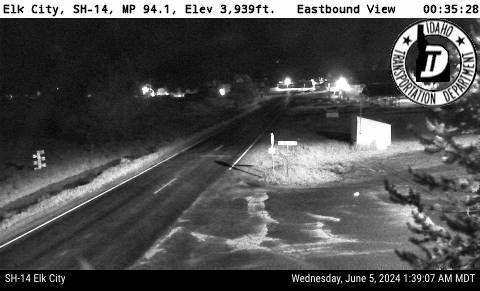 Elk City, SH-14, MP 94.1, Elev 3,939ft. Eastbound View 00:35:28
IDAHO
TRANSPORTATION DEPARTMENT
SH-14 Elk City Wednesday, June 5, 2024 1:39:07 AM MDT